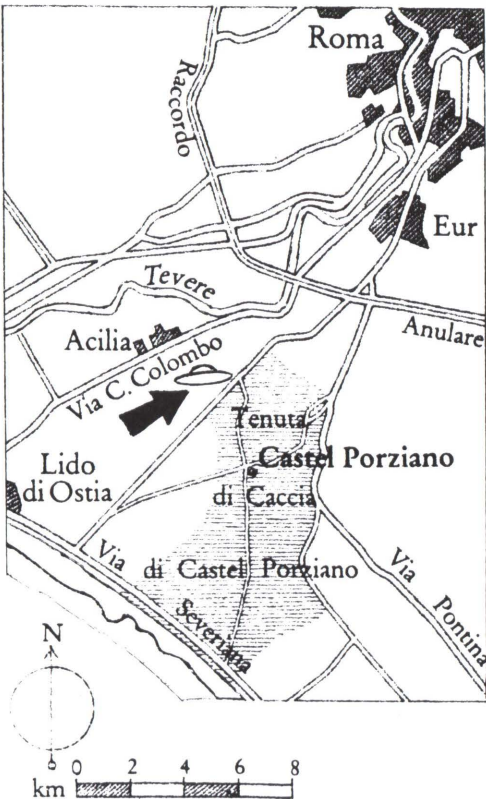 Roma
Raccordo
Eur
Tevere
Anulare
Acilia
Via C. Colombo
Tenuta
Castel Porziano
Lido
di Ostia
di Caccia
Via
di Castel Porziano
Via
Severiana
Pontina
N
km 0 2 4 6 8